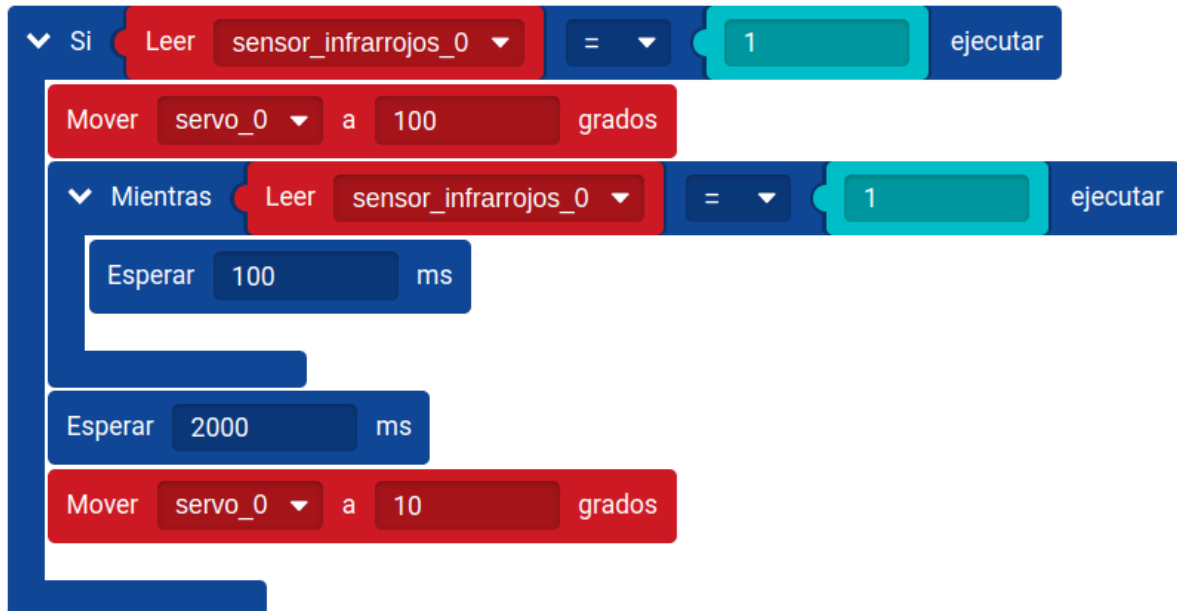 Si Leer sensor_infrarrojos_0 = 1 ejecutar
Mover servo_0 a 100 grados
Mientras Leer sensor_infrarrojos_0 = 1 ejecutar
Esperar 100 ms
Esperar 2000 ms
Mover servo_0 a 10 grados